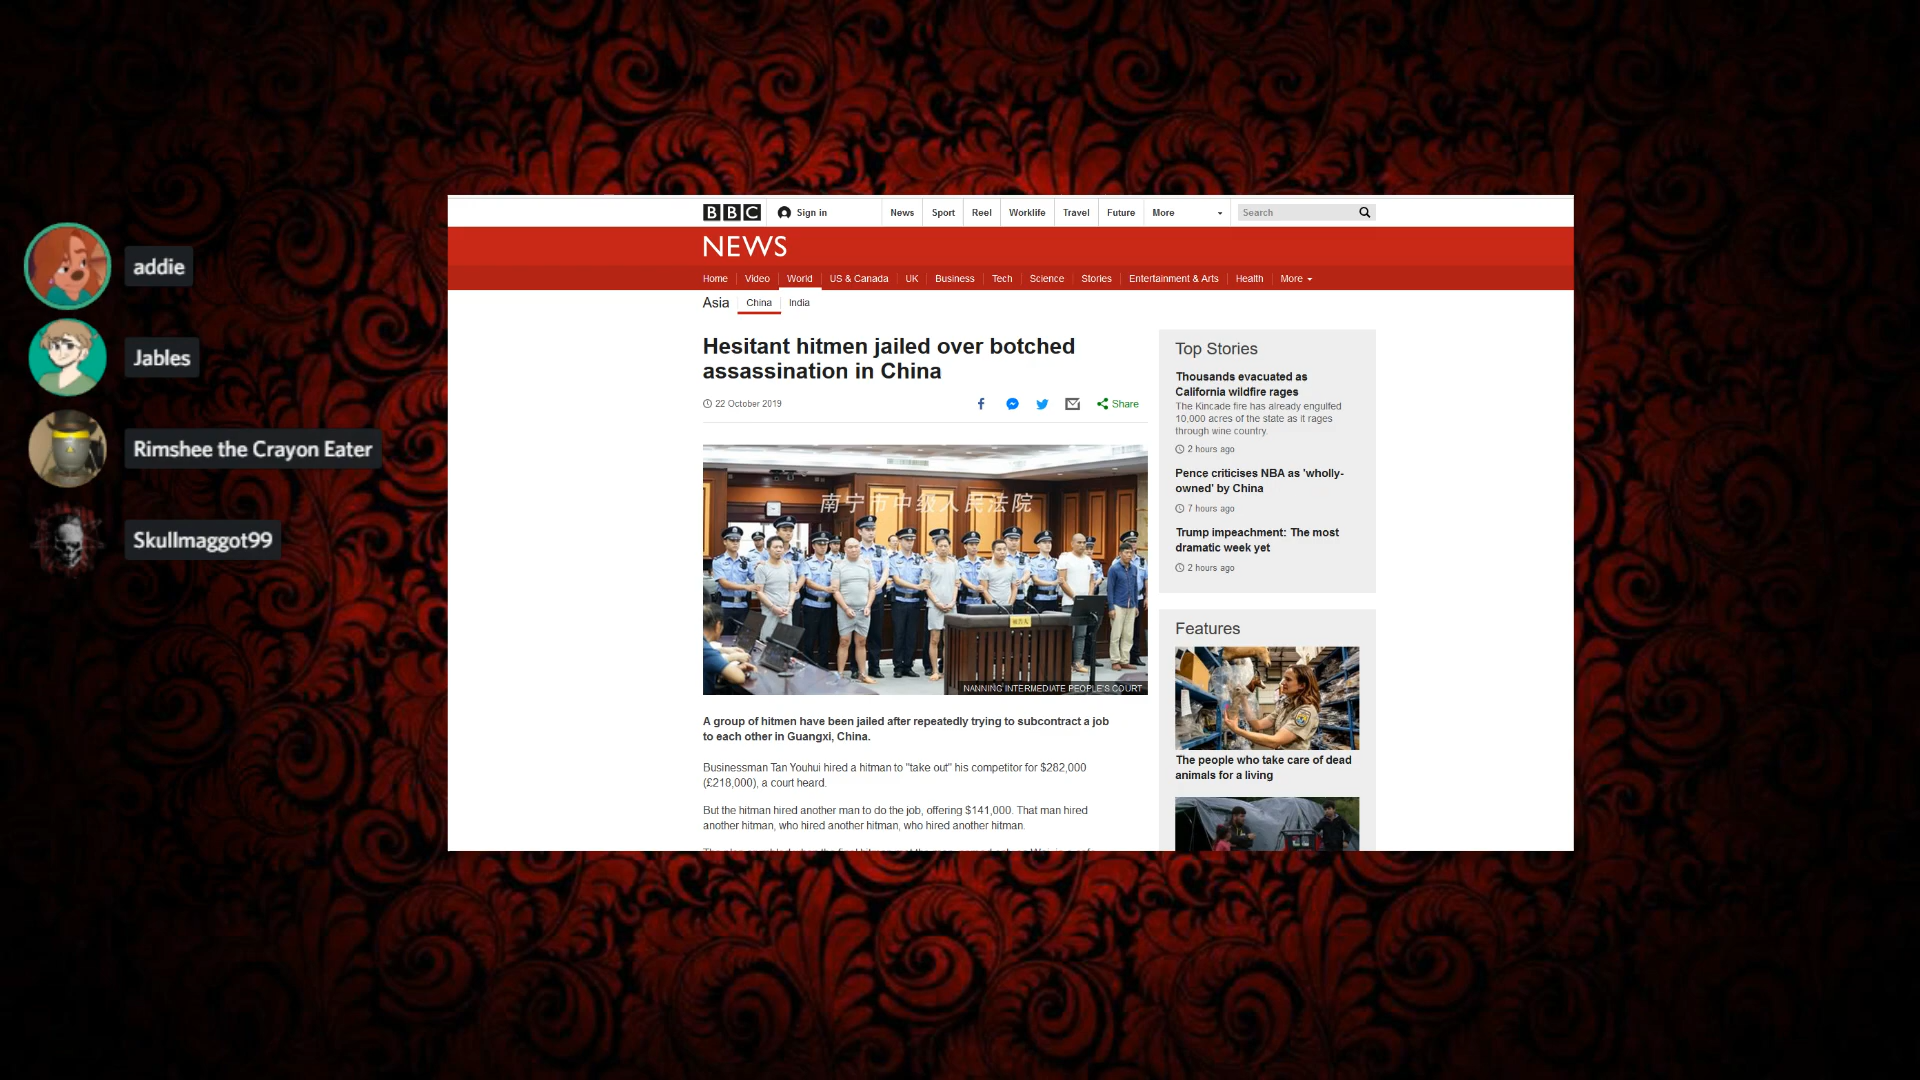 addie
Jables
Rimshee the Crayon Eater
Skullmaggot99
BBC
Sign in
News
Sport
Reel
Worklife
Travel
Future
More
Search
NEWS
Home
Video
World
US & Canada
UK
Business
Tech
Science
Stories
Entertainment & Arts
Health
More
Asia
China
India
Hesitant hitmen jailed over botched
assassination in China
22 October 2019
Share
南宁市中级人民法院
被告人
NANNING INTERMEDIATE PEOPLE'S COURT
A group of hitmen have been jailed after repeatedly trying to subcontract a job
to each other in Guangxi, China.
Businessman Tan Youhui hired a hitman to "take out" his competitor for $282,000
(£218,000), a court heard.
But the hitman hired another man to do the job, offering $141,000. That man hired
another hitman, who hired another hitman, who hired another hitman.
Top Stories
Thousands evacuated as
California wildfire rages
The Kincade fire has already engulfed
10,000 acres of the state as it rages
through wine country.
2 hours ago
Pence criticises NBA as 'wholly-
owned' by China
7 hours ago
Trump impeachment: The most
dramatic week yet
2 hours ago
Features
The people who take care of dead
animals for a living